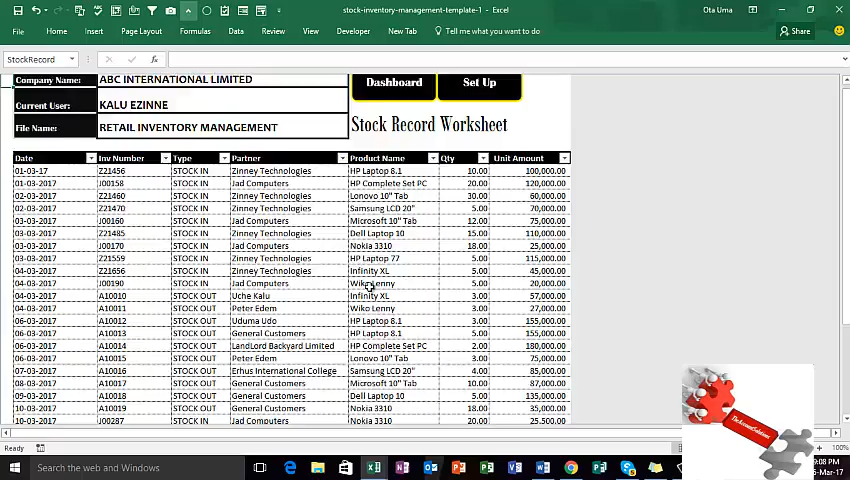 stock-inventory-management-template-1 - Excel
Ota Uma
File Home Insert Page Layout Formulas Data Review View Developer New Tab Tell me what you want to do Share
StockRecord fx
Company Name: ABC INTERNATIONAL LIMITED Dashboard Set Up
Current User: KALU EZINNE
File Name: RETAIL INVENTORY MANAGEMENT Stock Record Worksheet
Date Inv Number Type Partner Product Name Qty Unit Amount
01-03-17 Z21456 STOCK IN Zinney Technologies HP Laptop 8.1 10.00 100,000.00
01-03-2017 J00158 STOCK IN Jad Computers HP Complete Set PC 20.00 120,000.00
02-03-2017 Z21460 STOCK IN Zinney Technologies Lonovo 10" Tab 30.00 60,000.00
02-03-2017 Z21470 STOCK IN Zinney Technologies Samsung LCD 20" 5.00 70,000.00
03-03-2017 J00160 STOCK IN Jad Computers Microsoft 10" Tab 12.00 75,000.00
03-03-2017 Z21485 STOCK IN Zinney Technologies Dell Laptop 10 15.00 110,000.00
03-03-2017 J00170 STOCK IN Jad Computers Nokia 3310 18.00 25,000.00
03-03-2017 Z21559 STOCK IN Zinney Technologies HP Laptop 77 5.00 115,000.00
04-03-2017 Z21656 STOCK IN Zinney Technologies Infinity XL 5.00 45,000.00
04-03-2017 J00190 STOCK IN Jad Computers Wiko Lenny 5.00 20,000.00
04-03-2017 A10010 STOCK OUT Uche Kalu Infinity XL 3.00 57,000.00
04-03-2017 A10011 STOCK OUT Peter Edem Wiko Lenny 3.00 27,000.00
06-03-2017 A10012 STOCK OUT Uduma Udo HP Laptop 8.1 3.00 155,000.00
06-03-2017 A10013 STOCK OUT General Customers HP Laptop 8.1 5.00 155,000.00
06-03-2017 A10014 STOCK OUT LandLord Backyard Limited HP Complete Set PC 2.00 180,000.00
06-03-2017 A10015 STOCK OUT Peter Edem Lonovo 10" Tab 3.00 75,000.00
07-03-2017 A10016 STOCK OUT Erhus International College Samsung LCD 20" 4.00 85,000.00
08-03-2017 A10017 STOCK OUT General Customers Microsoft 10" Tab 10.00 87,000.00
09-03-2017 A10018 STOCK OUT General Customers Dell Laptop 10 5.00 135,000.00
10-03-2017 A10019 STOCK OUT General Customers Nokia 3310 18.00 35,000.00
10-03-2017 J00287 STOCK IN Jad Computers Nokia 3310 20.00 25,500.00
Ready 100%
Search the web and Windows